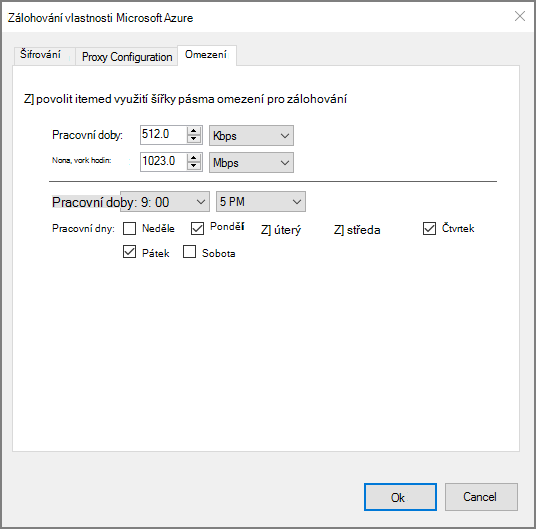 Zálohování vlastnosti Microsoft Azure
Šifrování Proxy Configuration Omezení
Z] povolit itemed využití šířky pásma omezení pro zálohování
Pracovní doby: 512.0 Kbps
Nona, vork hodin: 1023.0 Mbps
Pracovní doby: 9: 00 5 PM
Pracovní dny: Neděle Pondělí Z] úterý Z] středa Čtvrtek
Pátek Sobota
Ok Cancel